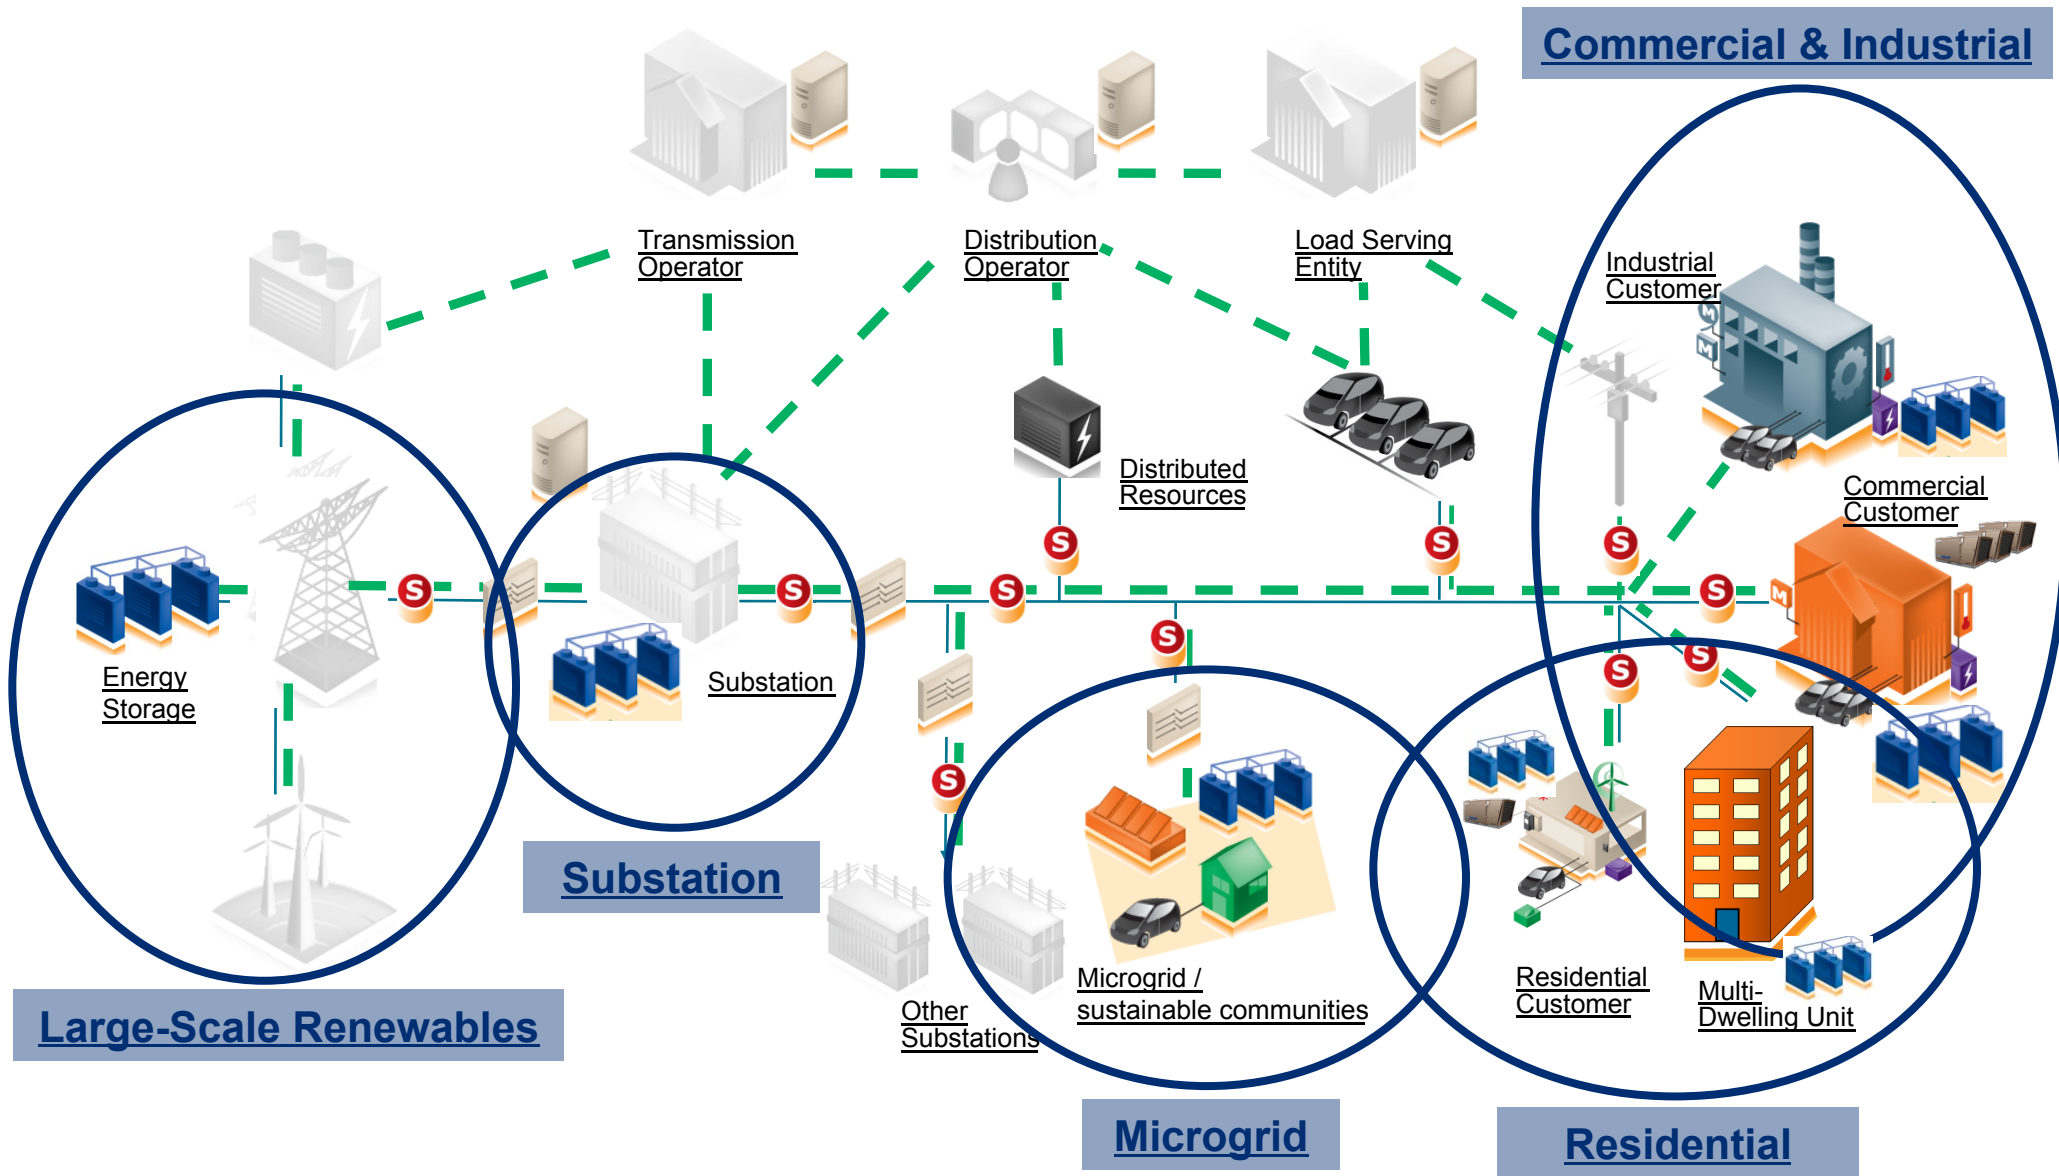 Commercial & Industrial
Transmission
Operator
Distribution
Operator
Load Serving
Entity
Industrial
Customer
M
M
Distributed
Resources
Commercial
Customer
S
S
S
S
S
S
S
M
S
S
S
S
Energy
Storage
Substation
Substation
Residential
Customer
Multi-
Dwelling Unit
Microgrid /
sustainable communities
Other
Substations
Large-Scale Renewables
Microgrid
Residential